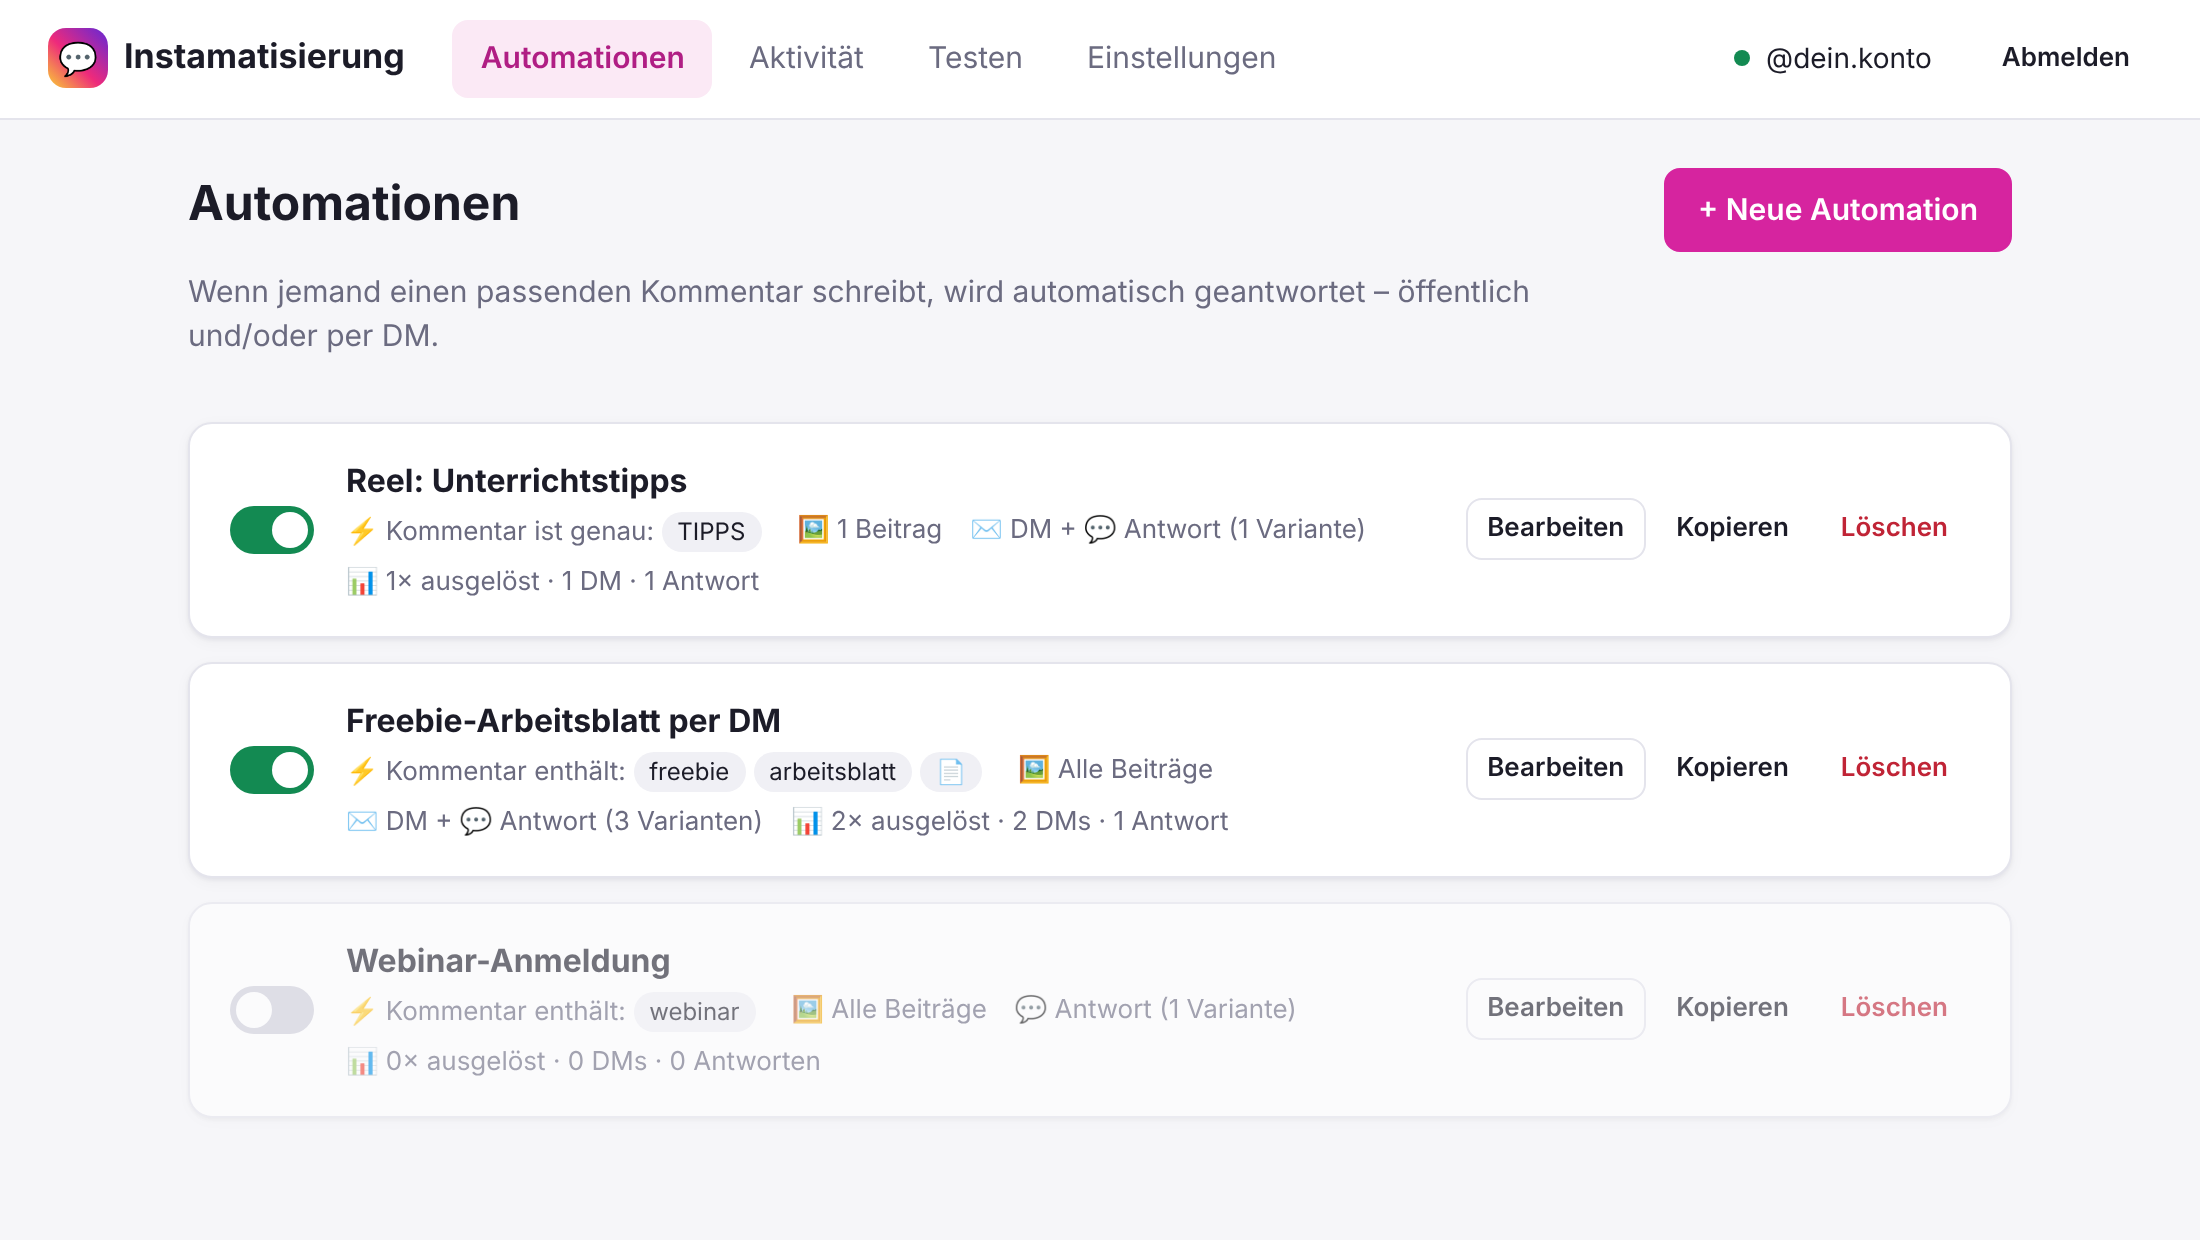 Instamatisierung
Automationen
Aktivität
Testen
Einstellungen
@dein.konto
Abmelden
Automationen
+ Neue Automation
Wenn jemand einen passenden Kommentar schreibt, wird automatisch geantwortet – öffentlich
und/oder per DM.
Reel: Unterrichtstipps
⚡ Kommentar ist genau: TIPPS 🖼️ 1 Beitrag ✉️ DM + 💬 Antwort (1 Variante)
📊 1× ausgelöst · 1 DM · 1 Antwort
Bearbeiten
Kopieren
Löschen
Freebie-Arbeitsblatt per DM
⚡ Kommentar enthält: freebie arbeitsblatt 📄 🖼️ Alle Beiträge
✉️ DM + 💬 Antwort (3 Varianten) 📊 2× ausgelöst · 2 DMs · 1 Antwort
Bearbeiten
Kopieren
Löschen
Webinar-Anmeldung
⚡ Kommentar enthält: webinar 🖼️ Alle Beiträge 💬 Antwort (1 Variante)
📊 0× ausgelöst · 0 DMs · 0 Antworten
Bearbeiten
Kopieren
Löschen